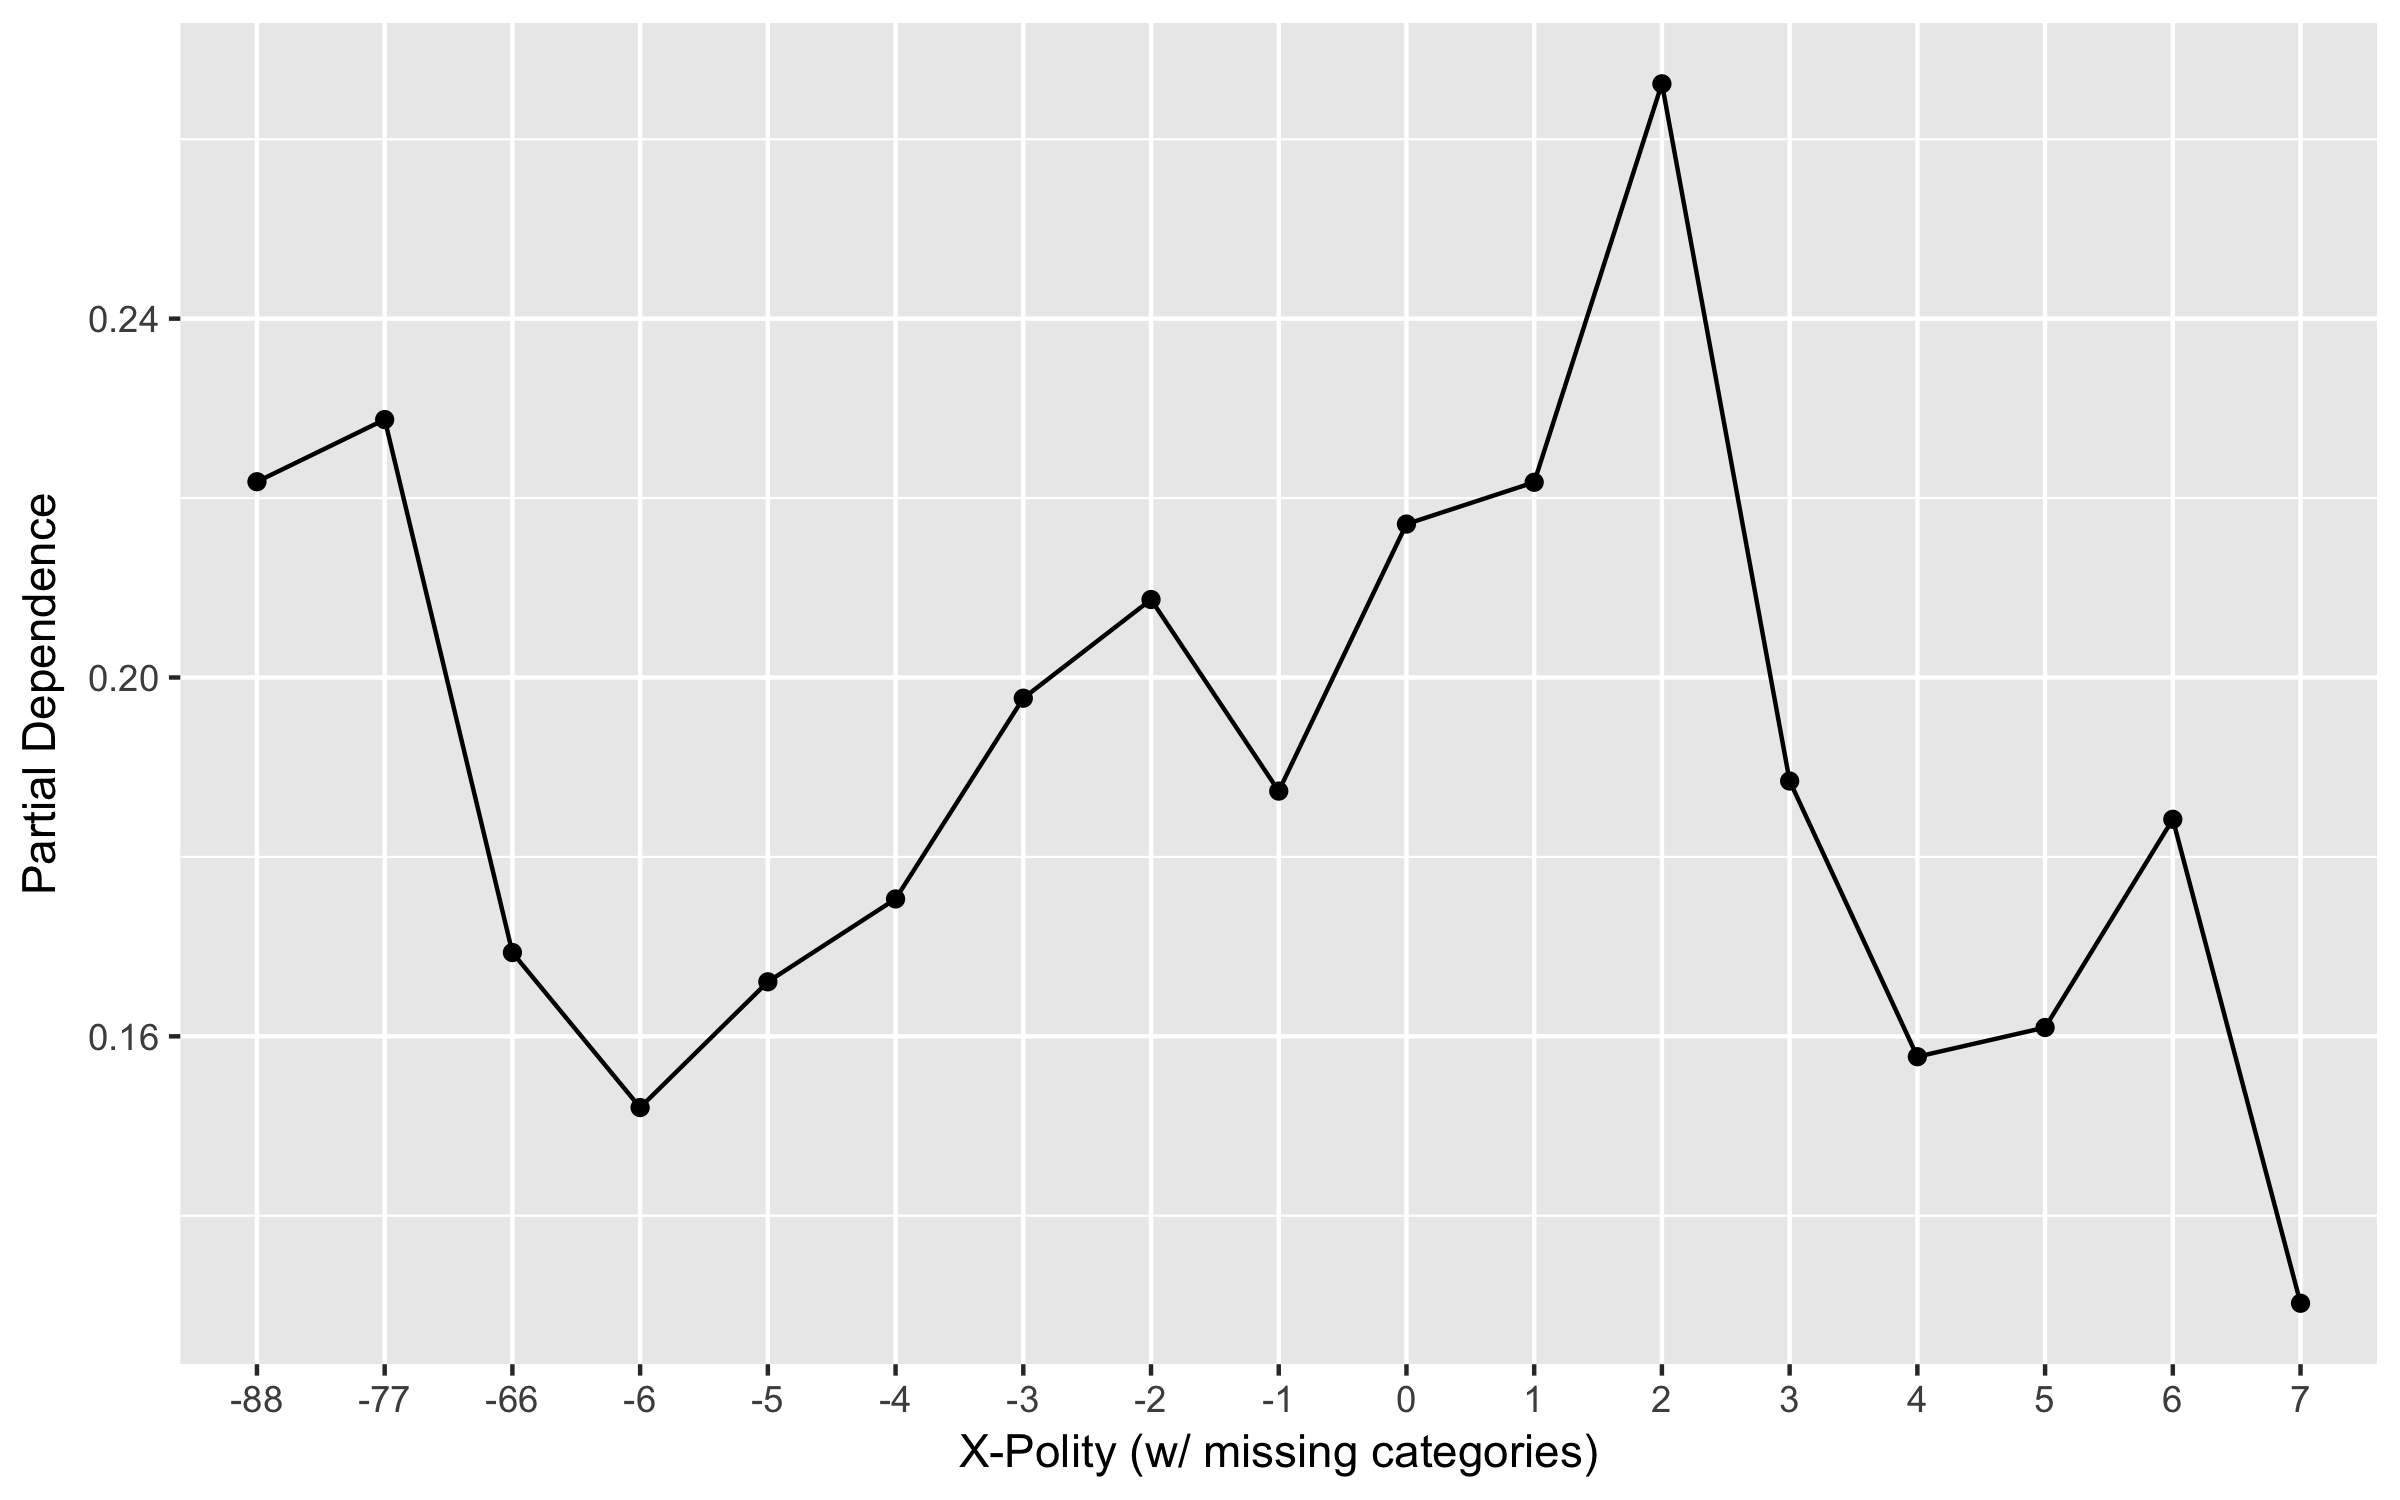 Partial Dependence
0.24
0.20
0.16
-88 -77 -66 -6 -5 -4 -3 -2 -1 0 1 2 3 4 5 6 7
X-Polity (w/ missing categories)